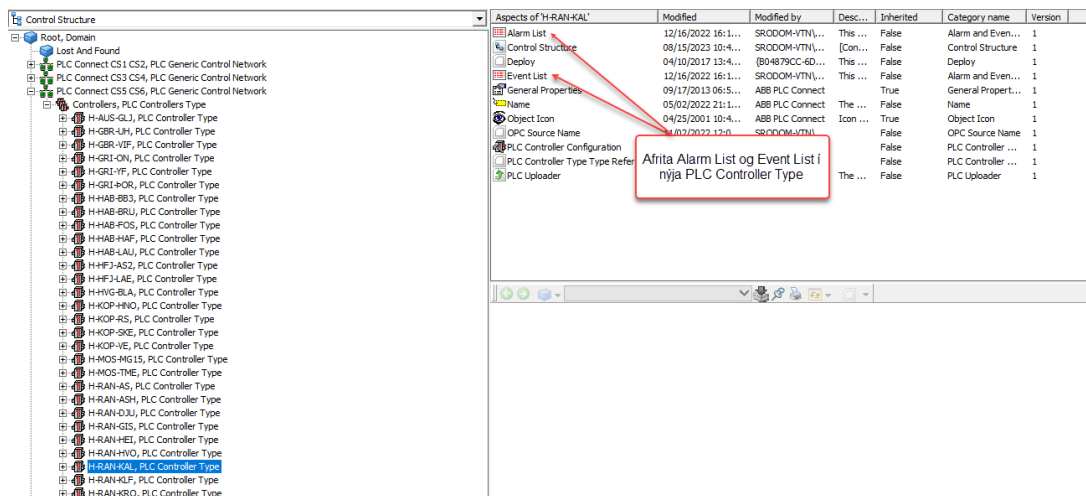 Control Structure
Root, Domain
Lost And Found
PLC Connect CS1 CS2, PLC Generic Control Network
PLC Connect CS3 CS4, PLC Generic Control Network
PLC Connect CS5 CS6, PLC Generic Control Network
Controllers, PLC Controllers Type
H-AUS-GLJ, PLC Controller Type
H-GBR-UH, PLC Controller Type
H-GBR-VIF, PLC Controller Type
H-GRI-ON, PLC Controller Type
H-GRI-YF, PLC Controller Type
H-GRI-ÞOR, PLC Controller Type
H-HAB-BB3, PLC Controller Type
H-HAB-BRU, PLC Controller Type
H-HAB-FOS, PLC Controller Type
H-HAB-HAF, PLC Controller Type
H-HAB-LAU, PLC Controller Type
H-HFJ-AS2, PLC Controller Type
H-HFJ-LAE, PLC Controller Type
H-HVG-BLA, PLC Controller Type
H-KOP-HNO, PLC Controller Type
H-KOP-RS, PLC Controller Type
H-KOP-SKE, PLC Controller Type
H-KOP-VE, PLC Controller Type
H-MOS-MG15, PLC Controller Type
H-MOS-TME, PLC Controller Type
H-RAN-AS, PLC Controller Type
H-RAN-ASH, PLC Controller Type
H-RAN-DJU, PLC Controller Type
H-RAN-GIS, PLC Controller Type
H-RAN-HEI, PLC Controller Type
H-RAN-HVO, PLC Controller Type
H-RAN-KAL, PLC Controller Type
H-RAN-KLF, PLC Controller Type
H-RAN-KRO, PLC Controller Type
Aspects of 'H-RAN-KAL' Modified Modified by Desc... Inherited Category name Version
Alarm List 12/16/2022 16:1... SRODOM-VTN\... This ... False Alarm and Even... 1
Control Structure 08/15/2023 10:4... SRODOM-VTN\... [Con... False Control Structure 1
Deploy 04/10/2017 13:4... {B04879CC-6D... This ... False Deploy 1
Event List 12/16/2022 16:1... SRODOM-VTN\... This ... False Alarm and Even... 1
General Properties 09/17/2013 06:5... ABB PLC Connect True General Propert... 1
Name 05/02/2022 21:1... ABB PLC Connect The ... False Name 1
Object Icon 04/25/2001 10:4... ABB PLC Connect Icon ... True Object Icon 1
OPC Source Name /02/2022 12:0 SRODOM-VTN\ False OPC Source Name 1
PLC Controller Configuration False PLC Controller ... 1
PLC Controller Type Type Refer False PLC Controller ... 1
PLC Uploader The ... False PLC Uploader 1
Afrita Alarm List og Event List í
nýja PLC Controller Type